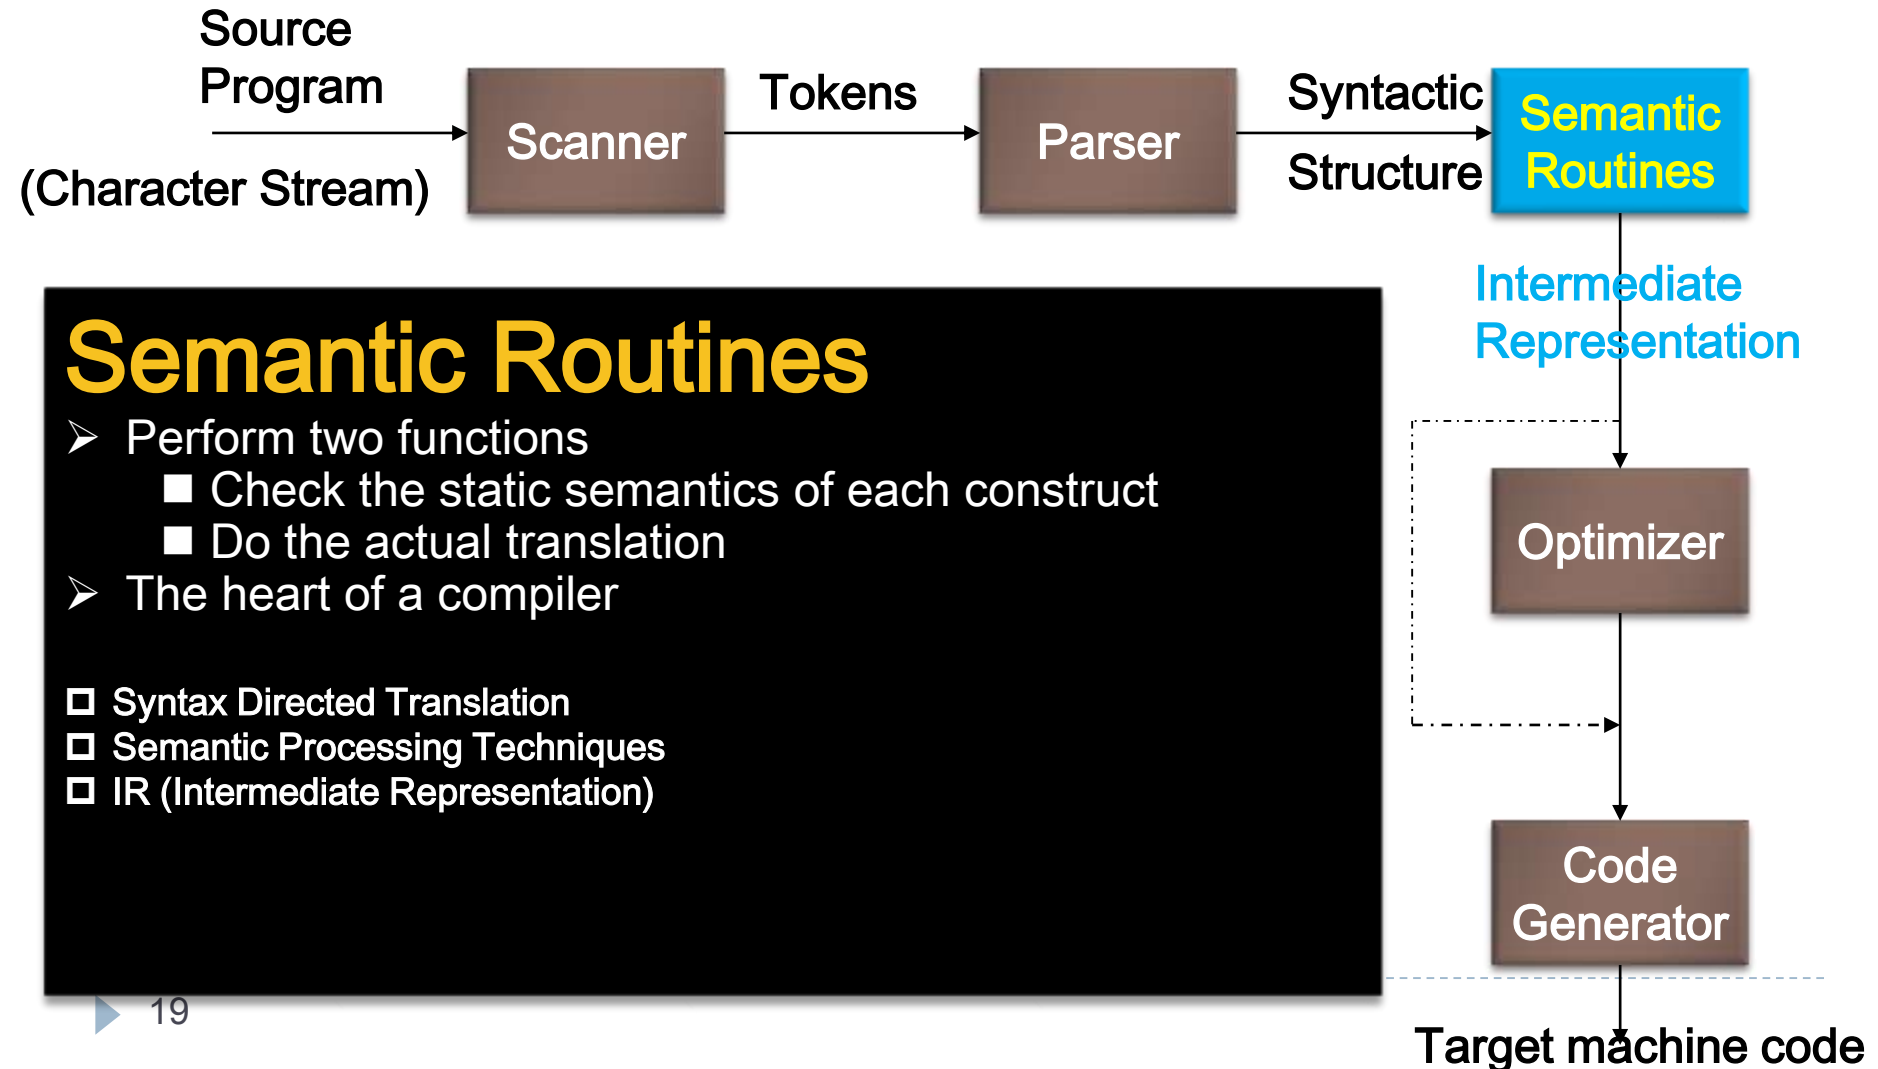 Source
Program
(Character Stream)
Scanner
Tokens
Parser
Syntactic
Structure
Semantic
Routines
Intermediate
Representation
Semantic Routines
➢ Perform two functions
■ Check the static semantics of each construct
■ Do the actual translation
➢ The heart of a compiler
❑ Syntax Directed Translation
❑ Semantic Processing Techniques
❑ IR (Intermediate Representation)
Optimizer
Code
Generator
Target machine code
19